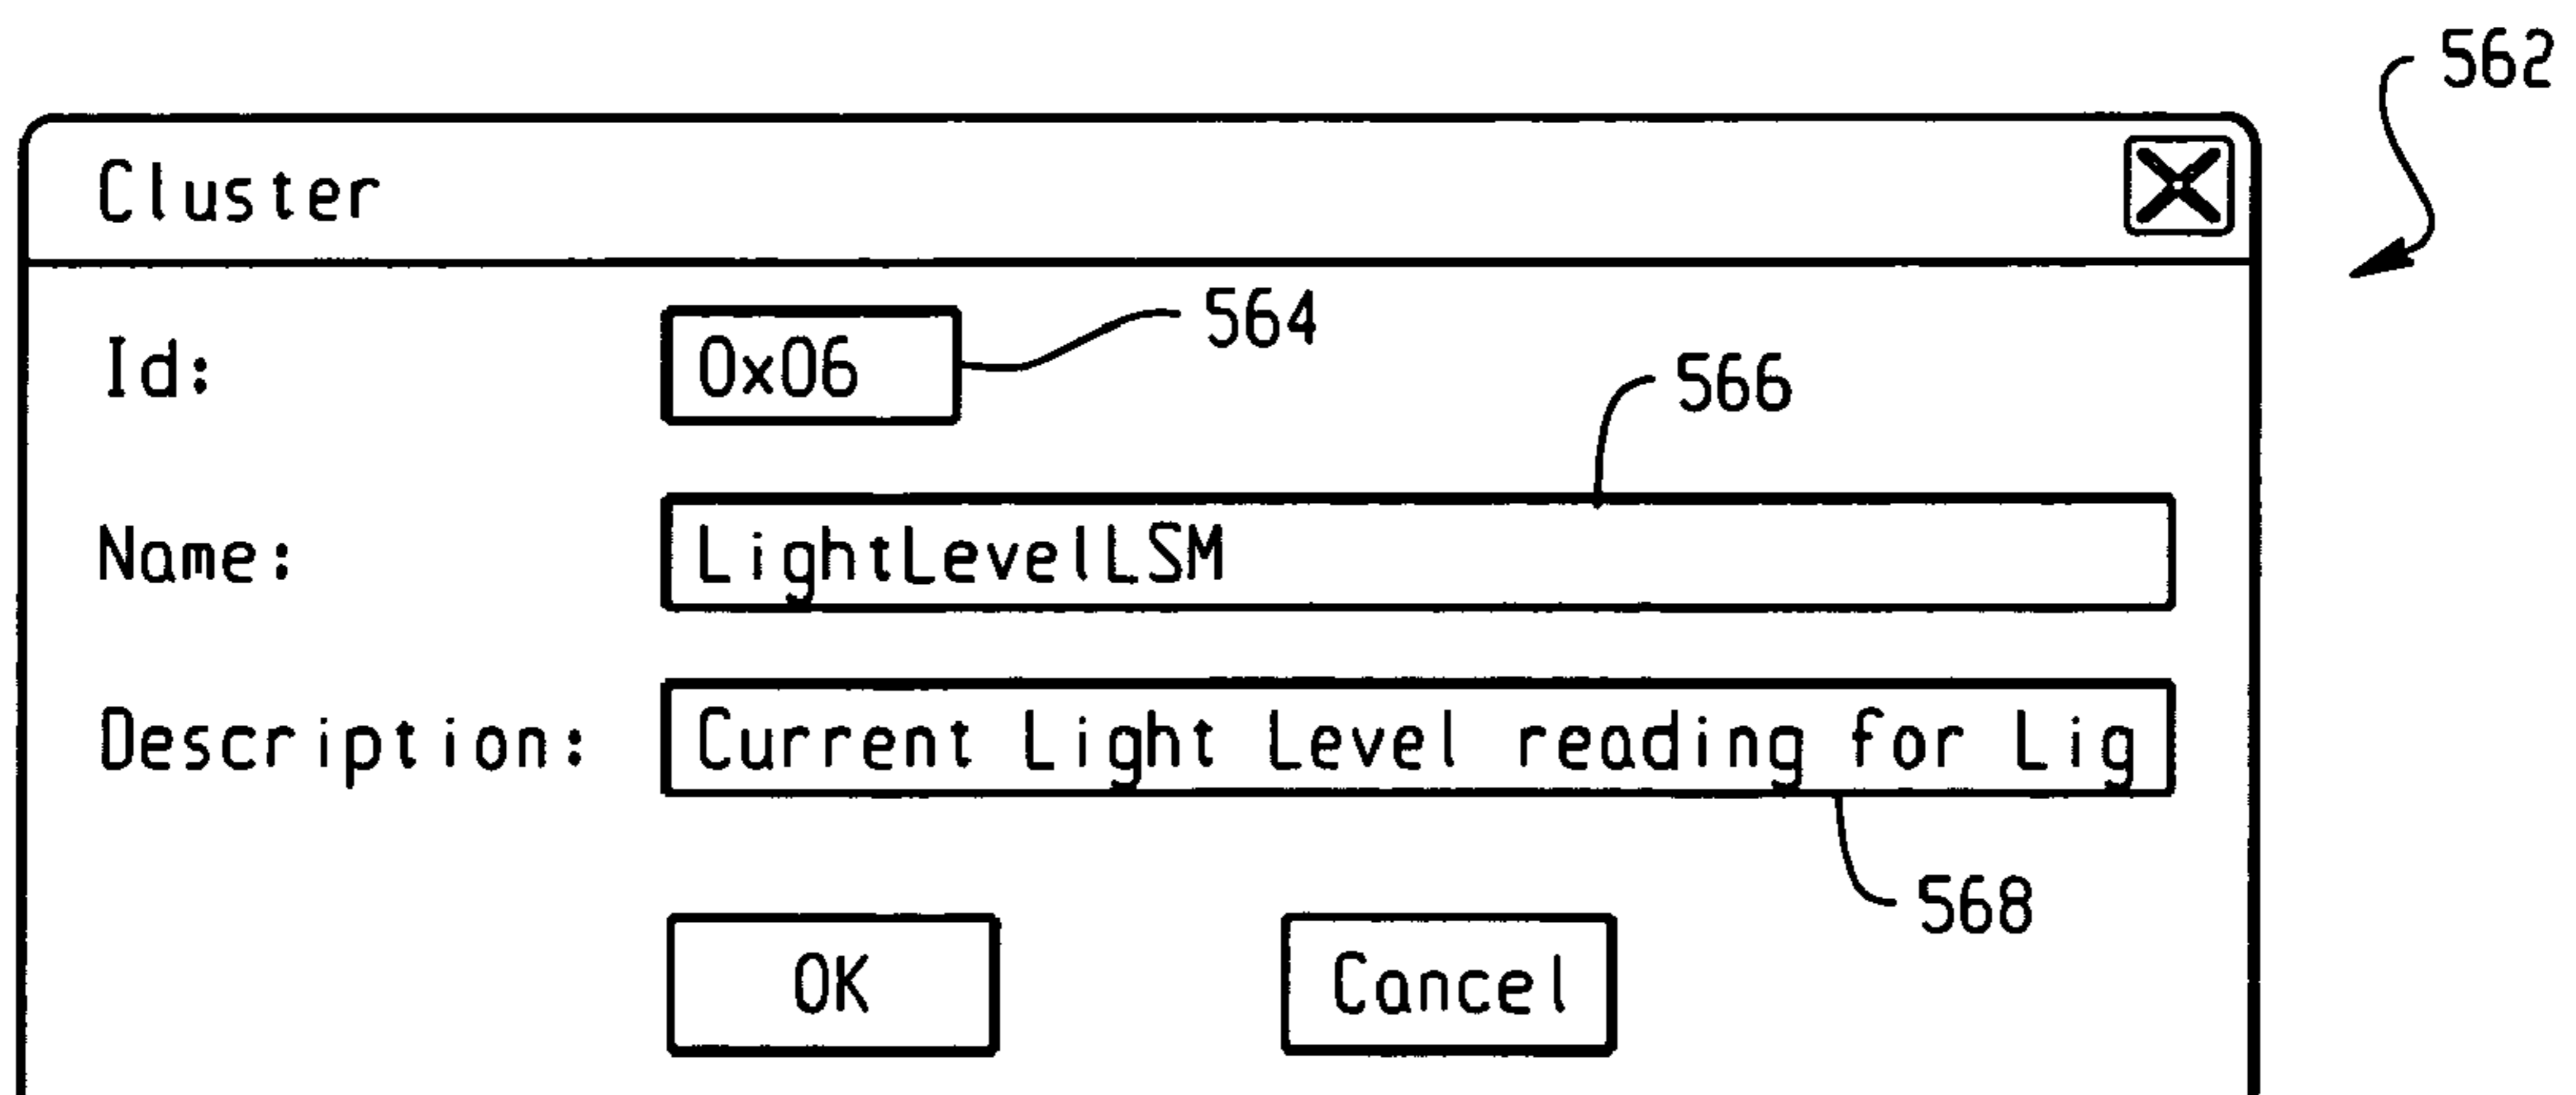 562
Cluster
Id: 0x06 564
566
Name: LightLevelLSM
Description: Current Light Level reading for Lig
568
OK Cancel